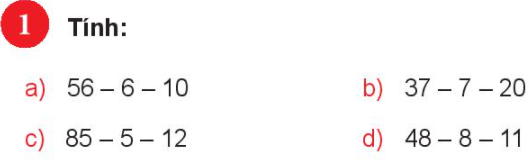 1 Tính:
a) 56 – 6 – 10 b) 37 – 7 – 20
c) 85 – 5 – 12 d) 48 – 8 – 11